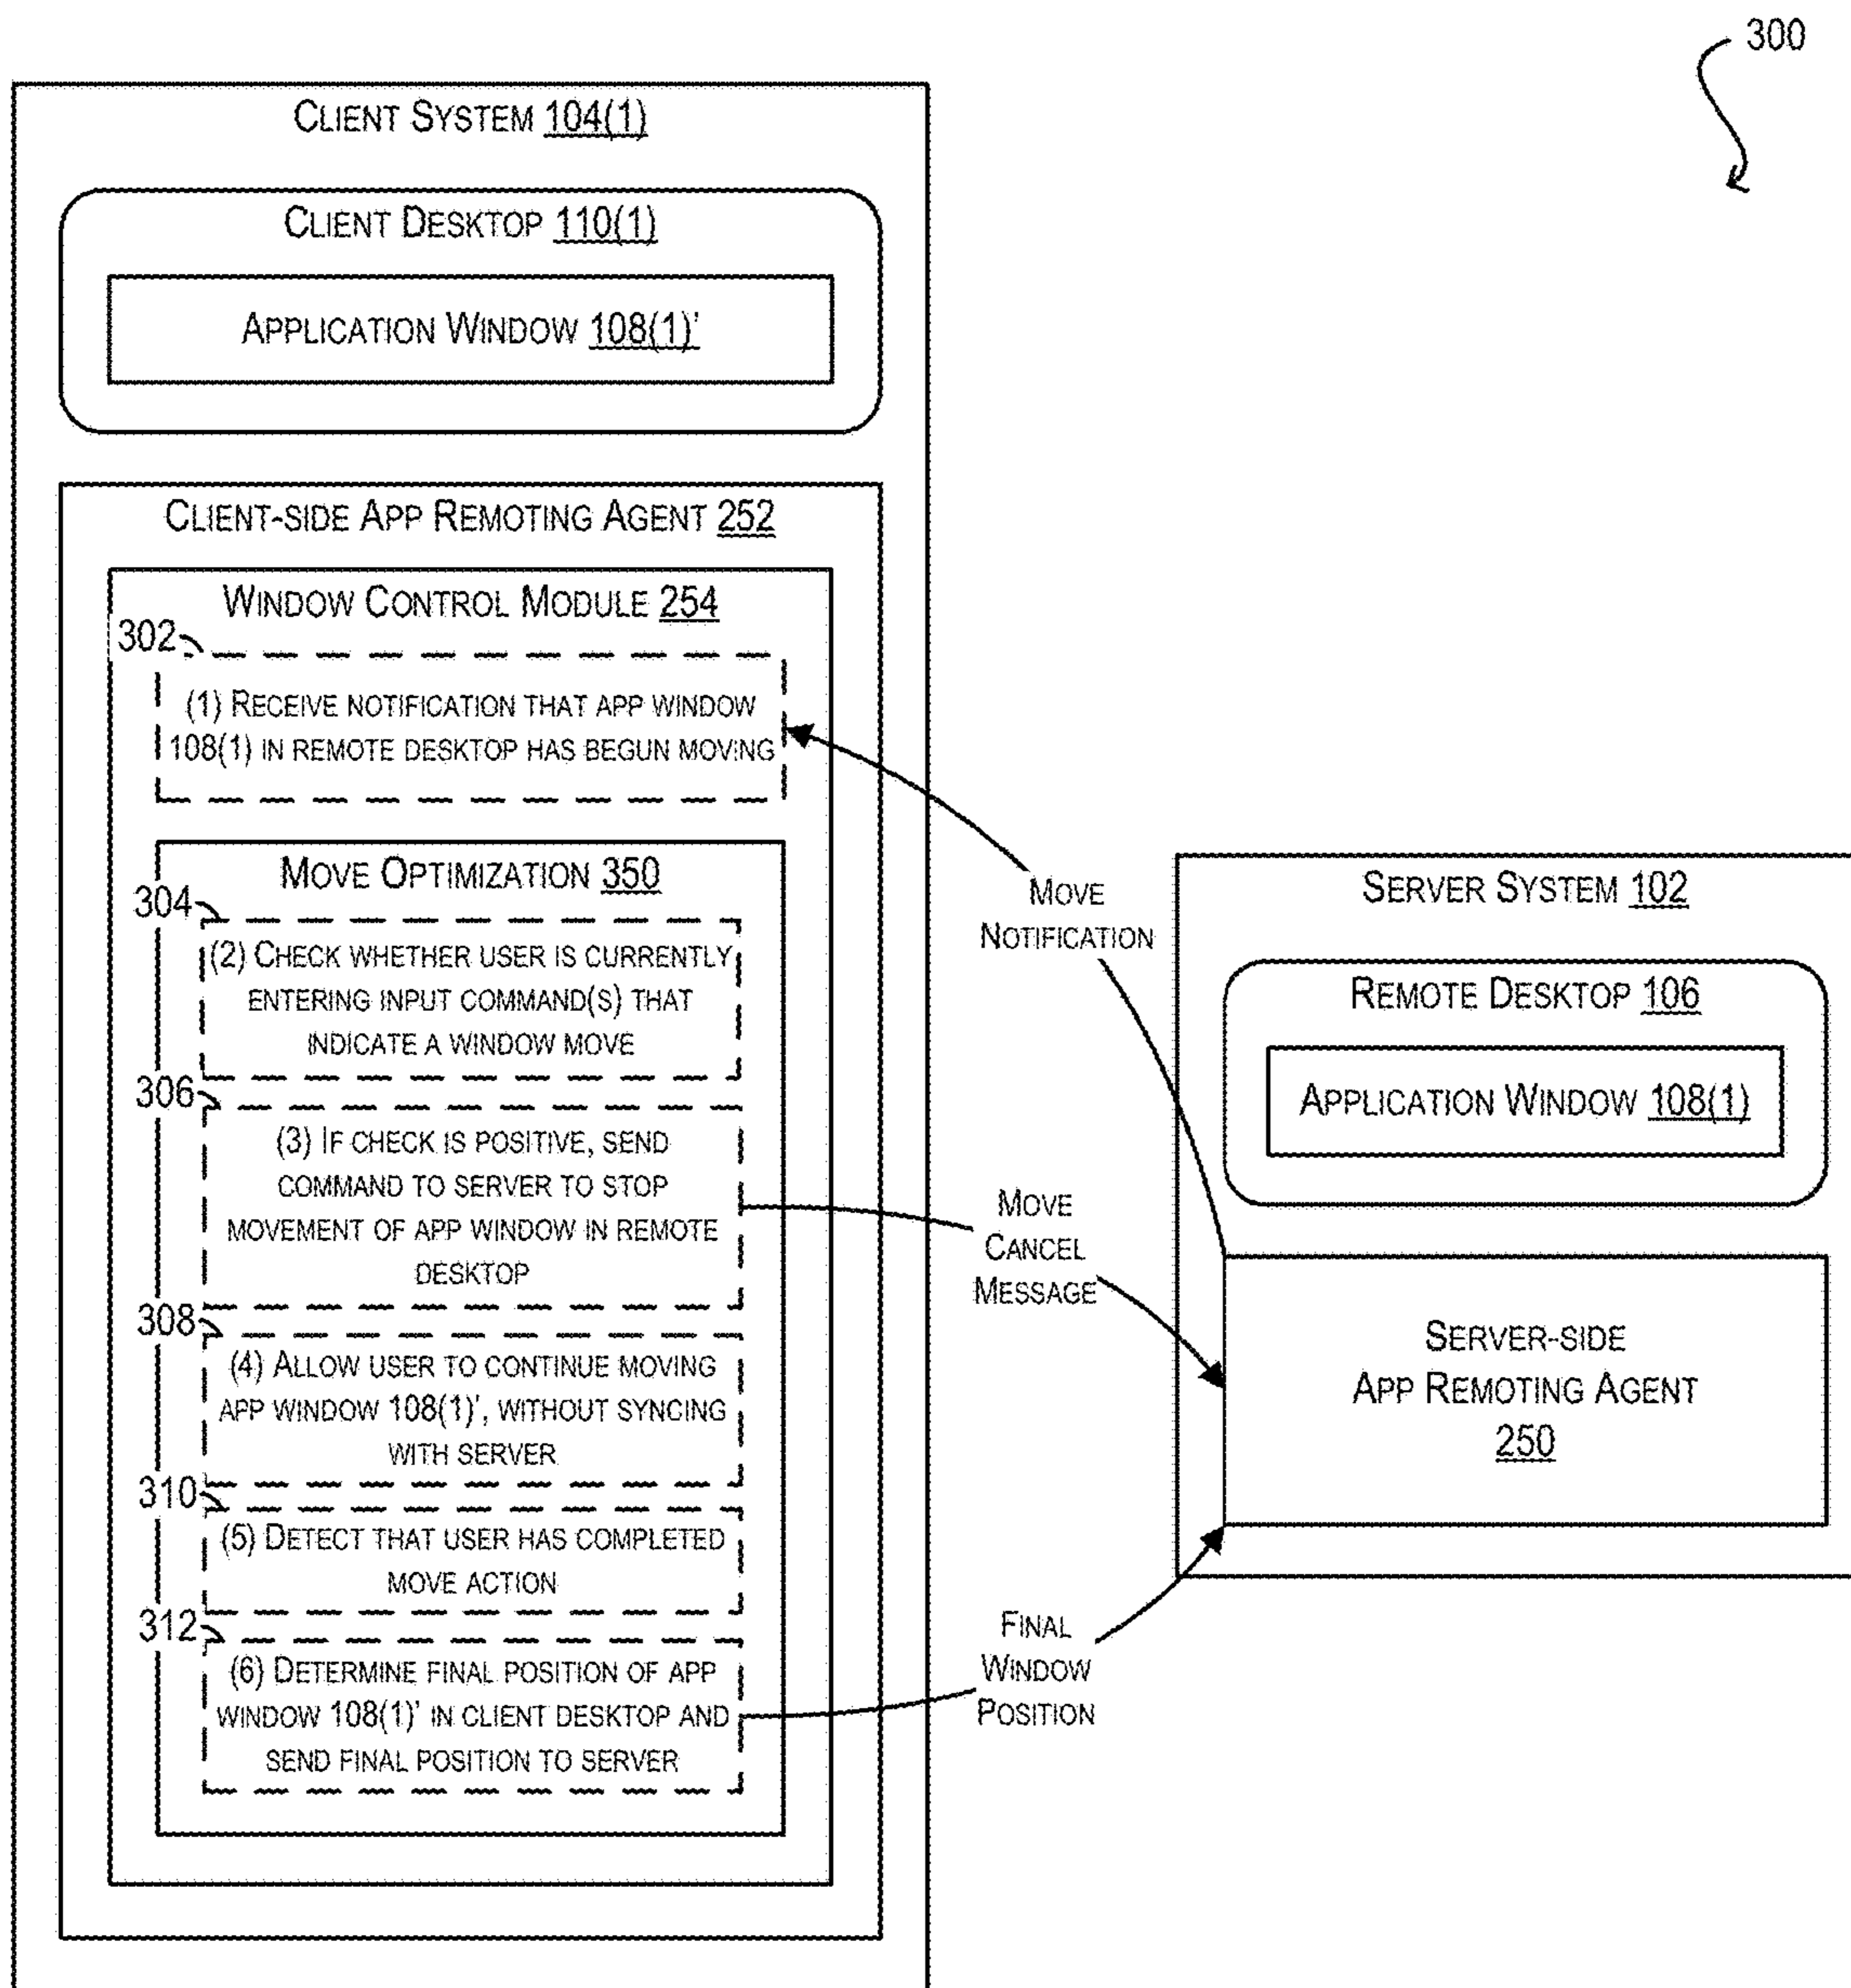 300
CLIENT SYSTEM 104(1)
CLIENT DESKTOP 110(1)
APPLICATION WINDOW 108(1)'
CLIENT-SIDE APP REMOTING AGENT 252
WINDOW CONTROL MODULE 254
302
(1) RECEIVE NOTIFICATION THAT APP WINDOW
108(1) IN REMOTE DESKTOP HAS BEGUN MOVING
MOVE OPTIMIZATION 350
304
(2) CHECK WHETHER USER IS CURRENTLY
ENTERING INPUT COMMAND(S) THAT
INDICATE A WINDOW MOVE
306
(3) IF CHECK IS POSITIVE, SEND
COMMAND TO SERVER TO STOP
MOVEMENT OF APP WINDOW IN REMOTE
DESKTOP
308
(4) ALLOW USER TO CONTINUE MOVING
APP WINDOW 108(1)', WITHOUT SYNCING
WITH SERVER
310
(5) DETECT THAT USER HAS COMPLETED
MOVE ACTION
312
(6) DETERMINE FINAL POSITION OF APP
WINDOW 108(1)' IN CLIENT DESKTOP AND
SEND FINAL POSITION TO SERVER
MOVE
NOTIFICATION
MOVE
CANCEL
MESSAGE
FINAL
WINDOW
POSITION
SERVER SYSTEM 102
REMOTE DESKTOP 106
APPLICATION WINDOW 108(1)
SERVER-SIDE
APP REMOTING AGENT
250